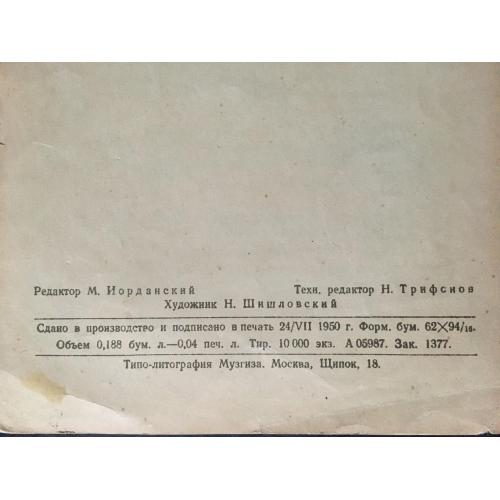 Редактор М. Иорданский Техн. редактор Н. Трифонов
Художник Н. Шишловский
Сдано в производство и подписано в печать 24/VII 1950 г. Форм. бум. 62×94/16.
Объем 0,188 бум. л.—0,04 печ. л. Тир. 10 000 экз. А 05987. Зак. 1377.
Типо-литография Музгиза. Москва, Щипок, 18.